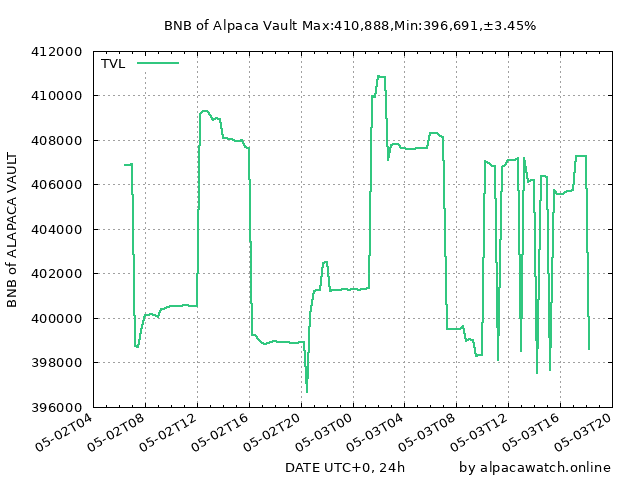 BNB of Alpaca Vault Max:410,888,Min:396,691,±3.45%
TVL
412000
410000
408000
406000
404000
402000
400000
398000
396000
BNB of ALAPACA VAULT
05-02T04
05-02T08
05-02T12
05-02T16
05-02T20
05-03T00
05-03T04
05-03T08
05-03T12
05-03T16
05-03T20
DATE UTC+0, 24h
by alpacawatch.online